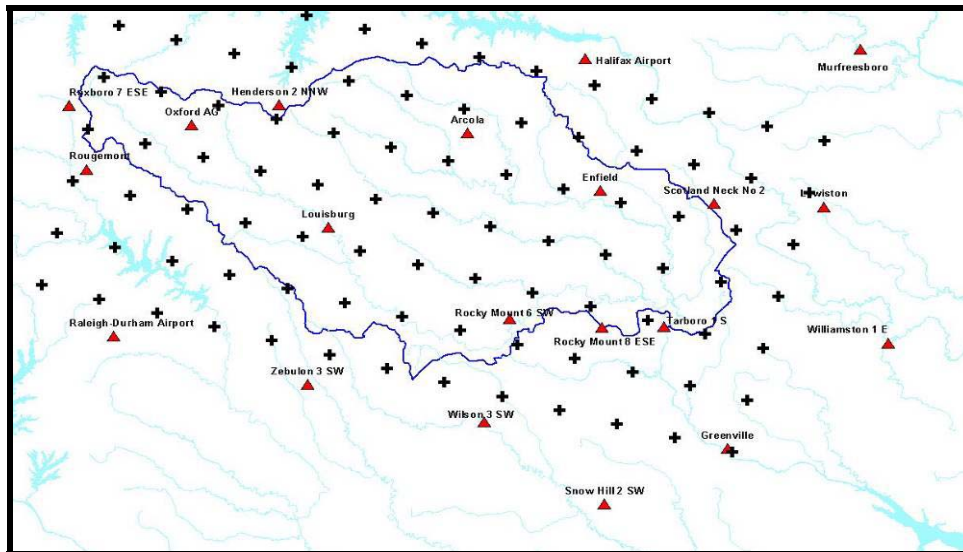 Halifax Airport
Murfreesboro
Roxboro 7 ESE
Henderson 2 NNW
Oxford AG
Arcola
Rougemont
Enfield
Scotland Neck No 2
Lewiston
Louisburg
Rocky Mount 6 SW
Raleigh-Durham Airport
Tarboro 1 S
Williamston 1 E
Rocky Mount 8 ESE
Zebulon 3 SW
Wilson 3 SW
Greenville
Snow Hill 2 SW